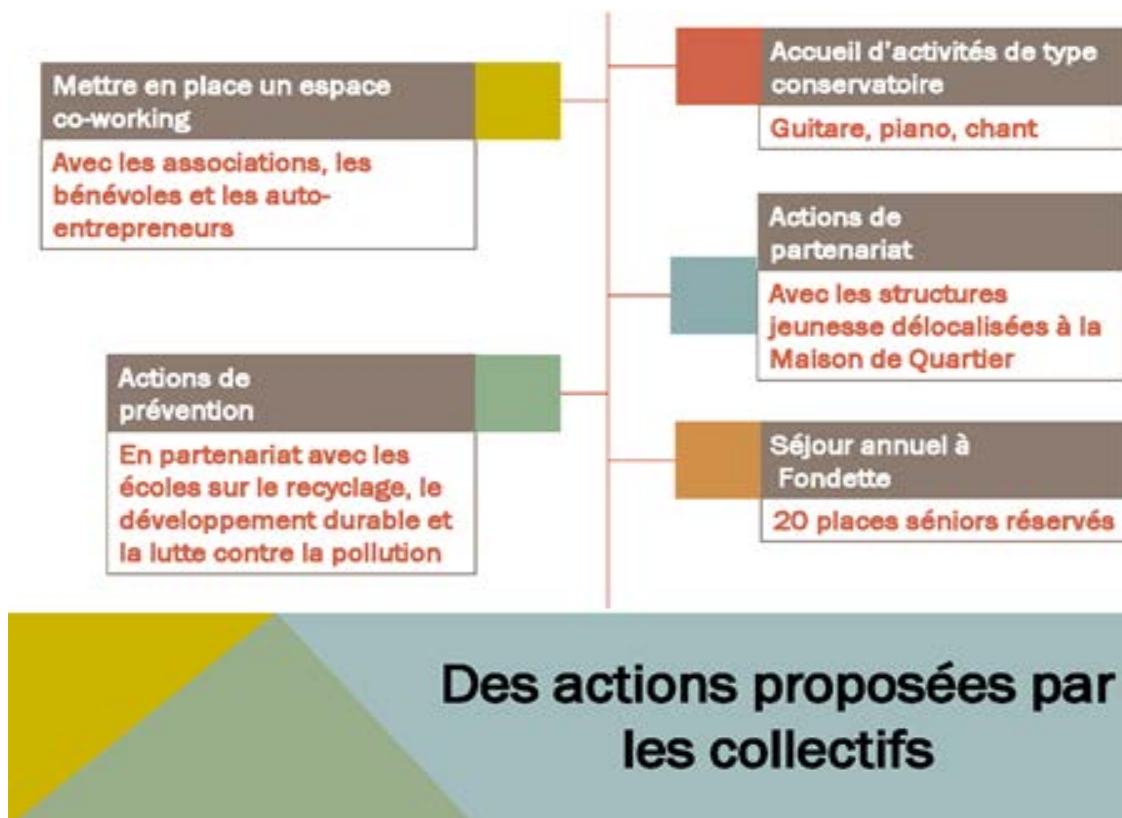 Mettre en place un espace
co-working
Avec les associations, les
bénévoles et les auto-
entrepreneurs
Actions de
prévention
En partenariat avec les
écoles sur le recyclage, le
développement durable et
la lutte contre la pollution
Accueil d'activités de type
conservatoire
Guitare, piano, chant
Actions de
partenariat
Avec les structures
jeunesse délocalisées à la
Maison de Quartier
Séjour annuel à
Fondette
20 places séniors réservés
Des actions proposées par
les collectifs